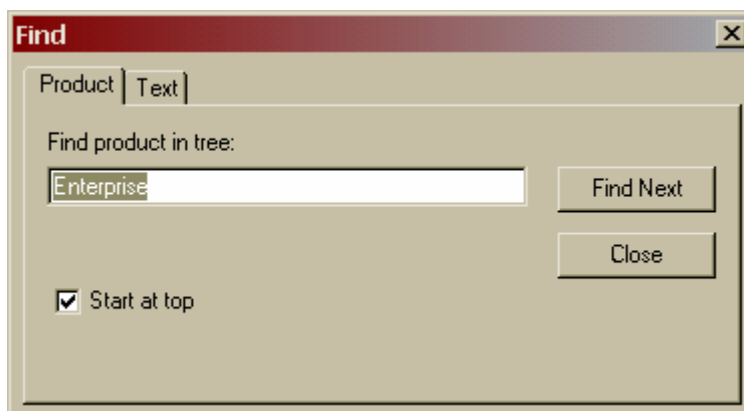 Find
Product Text
Find product in tree:
Enterprise
Find Next
Close
Start at top